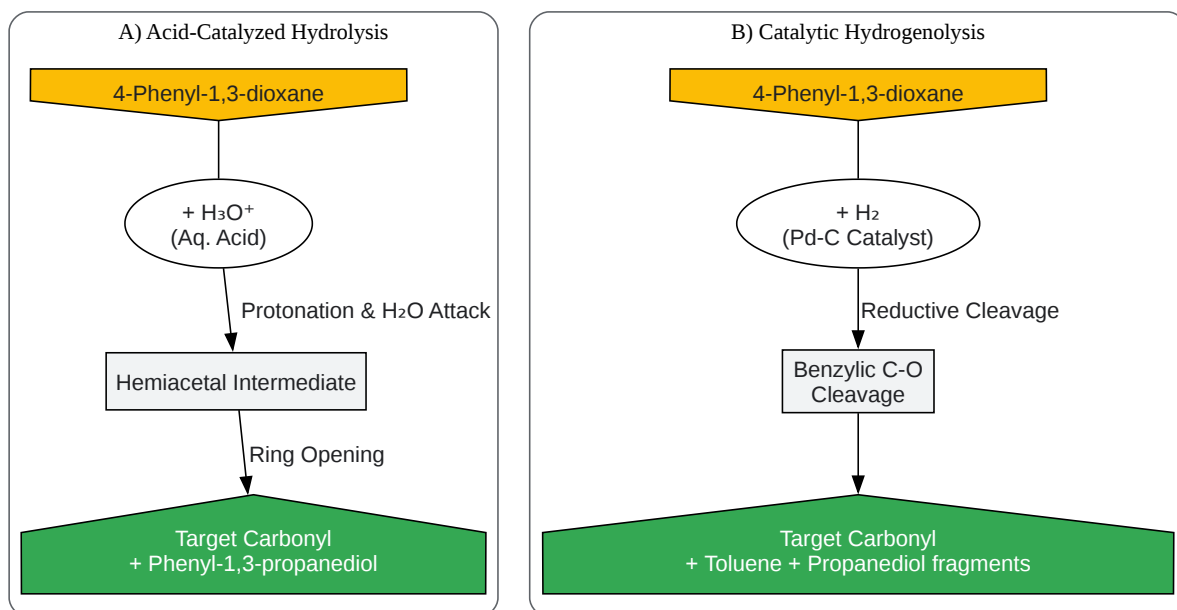 A) Acid-Catalyzed Hydrolysis
4-Phenyl-1,3-dioxane
+ H₃O⁺
(Aq. Acid)
Protonation & H₂O Attack
Hemiacetal Intermediate
Ring Opening
Target Carbonyl
+ Phenyl-1,3-propanediol
B) Catalytic Hydrogenolysis
4-Phenyl-1,3-dioxane
+ H₂
(Pd-C Catalyst)
Reductive Cleavage
Benzylic C-O
Cleavage
Target Carbonyl
+ Toluene + Propanediol fragments